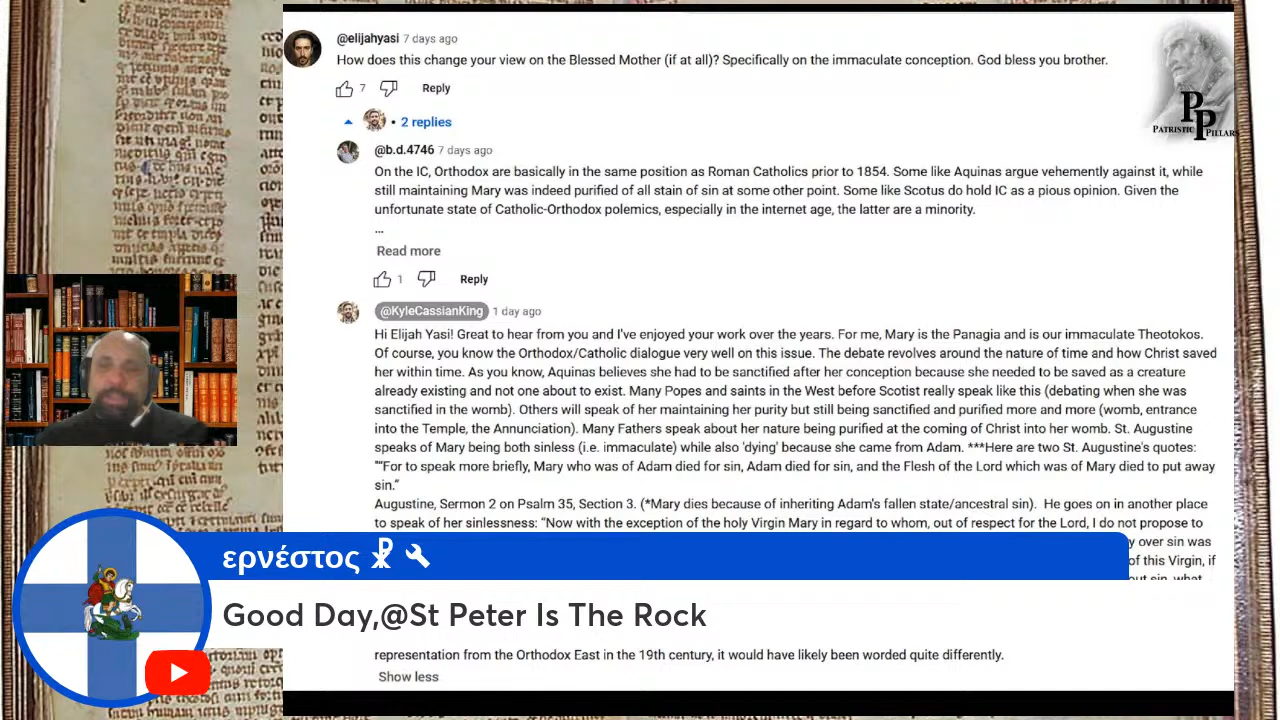 @elijahyasi 7 days ago
How does this change your view on the Blessed Mother (if at all)? Specifically on the immaculate conception. God bless you brother.
7 Reply
• 2 replies
PP
PATRISTIC PILLARS
@b.d.4746 7 days ago
On the IC, Orthodox are basically in the same position as Roman Catholics prior to 1854. Some like Aquinas argue vehemently against it, while
still maintaining Mary was indeed purified of all stain of sin at some other point. Some like Scotus do hold IC as a pious opinion. Given the
unfortunate state of Catholic-Orthodox polemics, especially in the internet age, the latter are a minority.
...
Read more
1 Reply
@KyleCassianKing 1 day ago
Hi Elijah Yasi! Great to hear from you and I've enjoyed your work over the years. For me, Mary is the Panagia and is our immaculate Theotokos.
Of course, you know the Orthodox/Catholic dialogue very well on this issue. The debate revolves around the nature of time and how Christ saved
her within time. As you know, Aquinas believes she had to be sanctified after her conception because she needed to be saved as a creature
already existing and not one about to exist. Many Popes and saints in the West before Scotist really speak like this (debating when she was
sanctified in the womb). Others will speak of her maintaining her purity but still being sanctified and purified more and more (womb, entrance
into the Temple, the Annunciation). Many Fathers speak about her nature being purified at the coming of Christ into her womb. St. Augustine
speaks of Mary being both sinless (i.e. immaculate) while also 'dying' because she came from Adam. ***Here are two St. Augustine's quotes:
"“For to speak more briefly, Mary who was of Adam died for sin, Adam died for sin, and the Flesh of the Lord which was of Mary died to put away
sin.”
Augustine, Sermon 2 on Psalm 35, Section 3. (*Mary dies because of inheriting Adam's fallen state/ancestral sin). He goes on in another place
to speak of her sinlessness: “Now with the exception of the holy Virgin Mary in regard to whom, out of respect for the Lord, I do not propose to
y over sin was
of this Virgin, if
out sin, what
ερνέστος ☧
Good Day,@St Peter Is The Rock
representation from the Orthodox East in the 19th century, it would have likely been worded quite differently.
Show less